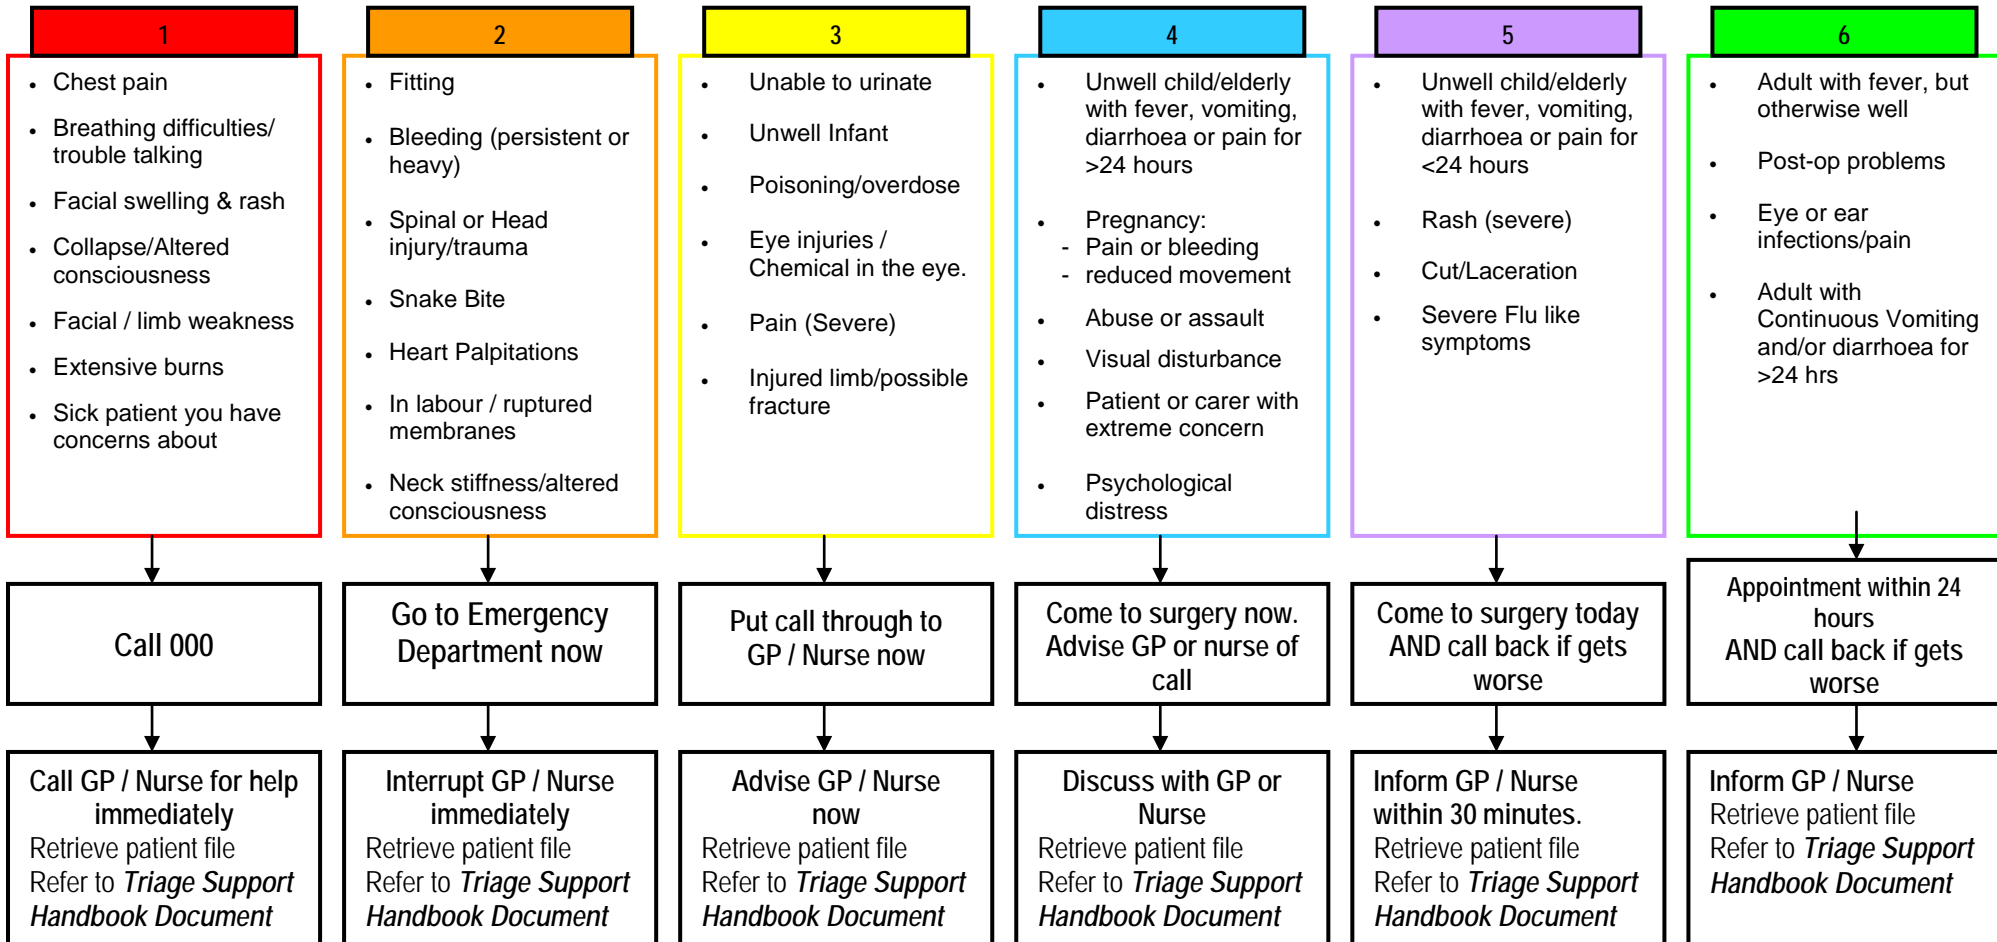 1
• Chest pain
• Breathing difficulties/
trouble talking
• Facial swelling & rash
• Collapse/Altered
consciousness
• Facial / limb weakness
• Extensive burns
• Sick patient you have
concerns about
Call 000
Call GP / Nurse for help
immediately
Retrieve patient file
Refer to Triage Support
Handbook Document
2
• Fitting
• Bleeding (persistent or
heavy)
• Spinal or Head
injury/trauma
• Snake Bite
• Heart Palpitations
• In labour / ruptured
membranes
• Neck stiffness/altered
consciousness
Go to Emergency
Department now
Interrupt GP / Nurse
immediately
Retrieve patient file
Refer to Triage Support
Handbook Document
3
• Unable to urinate
• Unwell Infant
• Poisoning/overdose
• Eye injuries /
Chemical in the eye.
• Pain (Severe)
• Injured limb/possible
fracture
Put call through to
GP / Nurse now
Advise GP / Nurse
now
Retrieve patient file
Refer to Triage Support
Handbook Document
4
• Unwell child/elderly
with fever, vomiting,
diarrhoea or pain for
>24 hours
• Pregnancy:
- Pain or bleeding
- reduced movement
• Abuse or assault
• Visual disturbance
• Patient or carer with
extreme concern
• Psychological
distress
Come to surgery now.
Advise GP or nurse of
call
Discuss with GP or
Nurse
Retrieve patient file
Refer to Triage Support
Handbook Document
5
• Unwell child/elderly
with fever, vomiting,
diarrhoea or pain for
<24 hours
• Rash (severe)
• Cut/Laceration
• Severe Flu like
symptoms
Come to surgery today
AND call back if gets
worse
Inform GP / Nurse
within 30 minutes.
Retrieve patient file
Refer to Triage Support
Handbook Document
6
• Adult with fever, but
otherwise well
• Post-op problems
• Eye or ear
infections/pain
• Adult with
Continuous Vomiting
and/or diarrhoea for
>24 hrs
Appointment within 24
hours
AND call back if gets
worse
Inform GP / Nurse
Retrieve patient file
Refer to Triage Support
Handbook Document